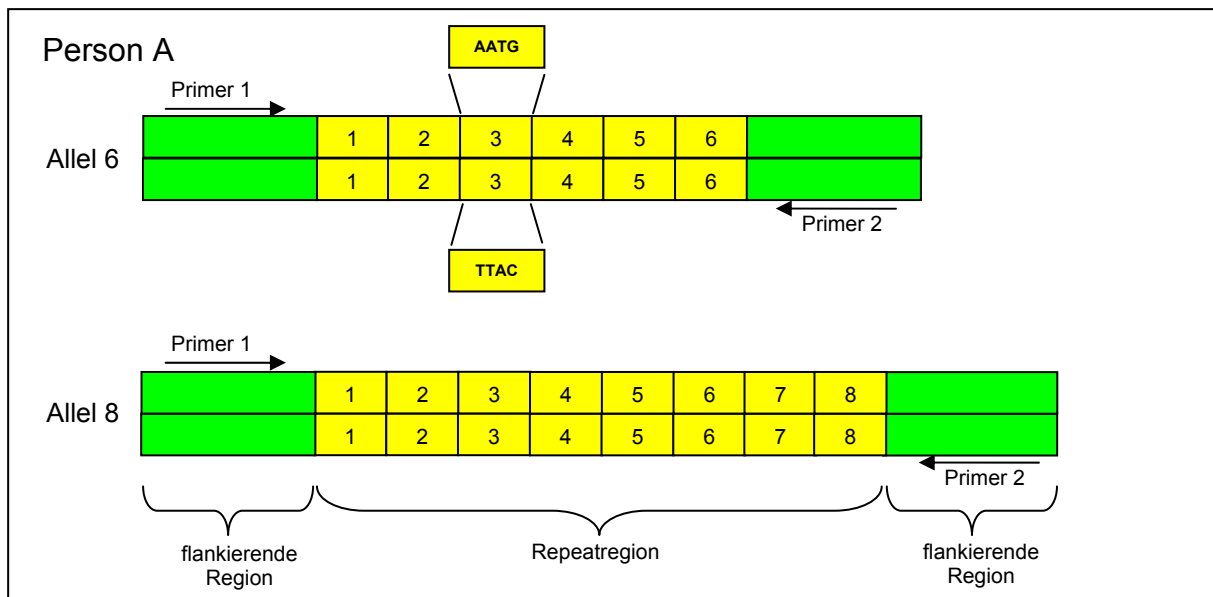 Person A
AATG
Primer 1
Allel 6
1 2 3 4 5 6
1 2 3 4 5 6
Primer 2
TTAC
Primer 1
Allel 8
1 2 3 4 5 6 7 8
1 2 3 4 5 6 7 8
Primer 2
flankierende
Region
Repeatregion
flankierende
Region